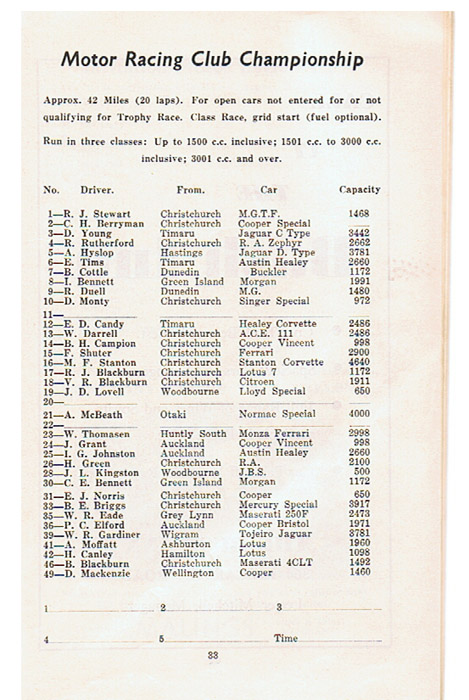 Motor Racing Club Championship
Approx. 42 Miles (20 laps). For open cars not entered for or not
qualifying for Trophy Race. Class Race, grid start (fuel optional).
Run in three classes: Up to 1500 c.c. inclusive; 1501 c.c. to 3000 c.c.
inclusive; 3001 c.c. and over.
No. Driver. From. Car Capacity
1—R. J. Stewart Christchurch M.G.T.F. 1468
2—C. H. Berryman Christchurch Cooper Special
3—D. Young Timaru Jaguar C Type 3442
4—R. Rutherford Christchurch R. A. Zephyr 2662
5—A. Hyslop Hastings Jaguar D. Type 3781
6—E. Tims Timaru Austin Healey 2660
7—B. Cottle Dunedin Buckler 1172
8—I. Bennett Green Island Morgan 1991
9—R. Duell Dunedin M.G. 1480
10—D. Monty Christchurch Singer Special 972
11—
12—E. D. Candy Timaru Healey Corvette 2486
13—W. Darrell Christchurch A.C.E. 111 2486
14—B. H. Campion Christchurch Cooper Vincent 998
15—F. Shuter Christchurch Ferrari 2900
16—M. F. Stanton Christchurch Stanton Corvette 4640
17—R. J. Blackburn Christchurch Lotus 7 1172
18—V. R. Blackburn Christchurch Citroen 1911
19—J. D. Lovell Woodbourne Lloyd Special 650
20—
21—A. McBeath Otaki Normac Special 4000
22—
23—W. Thomasen Huntly South Monza Ferrari 2998
24—J. Grant Auckland Cooper Vincent 998
25—I. G. Johnston Auckland Austin Healey 2660
26—H. Green Christchurch R.A. 2100
28—J. L. Kingston Woodbourne J.B.S. 500
30—C. E. Bennett Green Island Morgan 1172
31—E. J. Norris Christchurch Cooper 650
33—B. E. Briggs Christchurch Mercury Special 3917
35—W. R. Eade Grey Lynn Maserati 250F 2473
36—P. C. Elford Auckland Cooper Bristol 1971
39—W. R. Gardiner Wigram Tojeiro Jaguar 3781
41—A. Moffatt Ashburton Lotus 1960
42—H. Canley Hamilton Lotus 1098
46—B. Blackburn Christchurch Maserati 4CLT 1492
49—D. Mackenzie Wellington Cooper 1460
1 2 3
4 5 Time
33